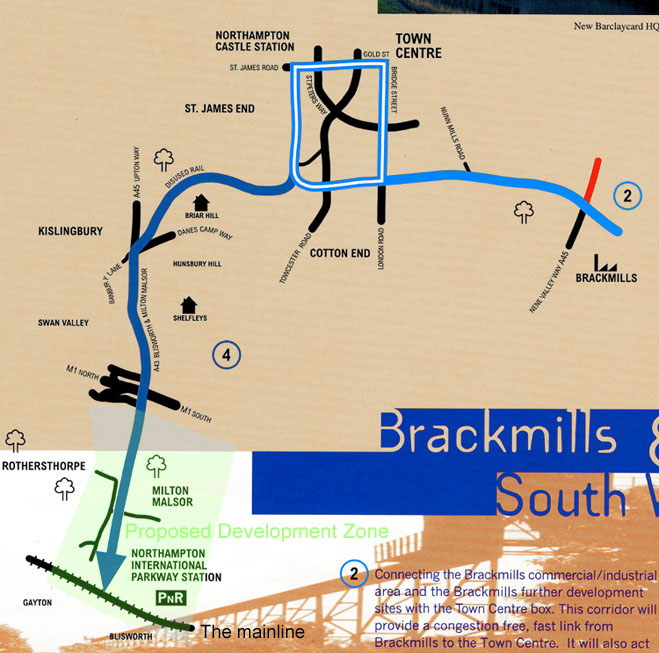 New Barclaycard HQ
NORTHAMPTON
CASTLE STATION
TOWN
CENTRE
GOLD ST
ST. JAMES ROAD
ST.PETERS WAY
BRIDGE STREET
ST. JAMES END
NUNN MILLS ROAD
DISUSED RAIL
A45 UPTON WAY
2
BRIAR HILL
KISLINGBURY
DANES CAMP WAY
TOWCESTER ROAD
COTTON END
LONDON ROAD
HUNSBURY HILL
BANBURY LANE
NENE VALLEY WAY A45
BRACKMILLS
SWAN VALLEY
SHELFLEYS
A43 BLISWORTH & MILTON MALSOR
4
M1 NORTH
M1 SOUTH
Brackmills &
ROTHERSTHORPE
South W
MILTON
MALSOR
Proposed Development Zone
NORTHAMPTON
INTERNATIONAL
PARKWAY STATION
PnR
GAYTON
BLISWORTH
The mainline
2 Connecting the Brackmills commercial/industrial
area and the Brackmills further development
sites with the Town Centre box. This corridor will
provide a congestion free, fast link from
Brackmills to the Town Centre. It will also act